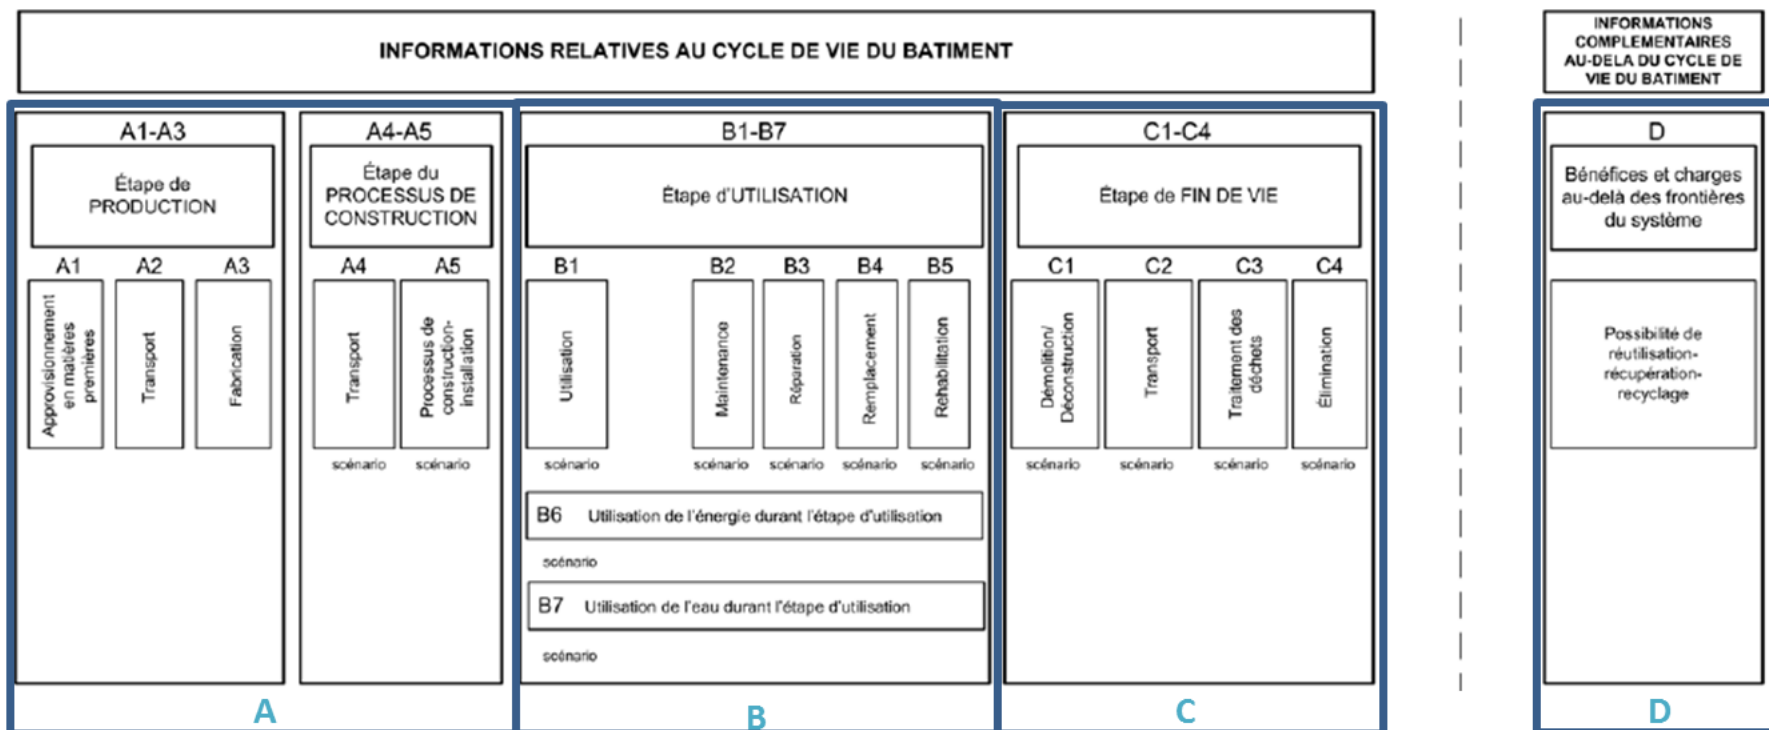 INFORMATIONS RELATIVES AU CYCLE DE VIE DU BATIMENT
INFORMATIONS
COMPLEMENTAIRES
AU-DELA DU CYCLE DE
VIE DU BATIMENT
A1-A3
Étape de
PRODUCTION
A1
A2
A3
Approvisionnement
en matières
premières
Transport
Fabrication
A4-A5
Étape du
PROCESSUS DE
CONSTRUCTION
A4
A5
Transport
Processus de
construction-
installation
scénario
scénario
A
B1-B7
Étape d'UTILISATION
B1
B2
B3
B4
B5
Utilisation
Maintenance
Réparation
Remplacement
Rehabilitation
scénario
scénario
scénario
scénario
scénario
B6 Utilisation de l'énergie durant l'étape d'utilisation
scénario
B7 Utilisation de l'eau durant l'étape d'utilisation
scénario
B
C1-C4
Étape de FIN DE VIE
C1
C2
C3
C4
Démolition/
Déconstruction
Transport
Traitement des
déchets
Élimination
scénario
scénario
scénario
scénario
C
D
Bénéfices et charges
au-delà des frontières
du système
Possibilité de
réutilisation-
récupération-
recyclage
D